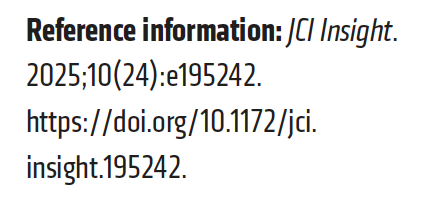 Reference information: JCI Insight.
2025;10(24):e195242.
https://doi.org/10.1172/jci.
insight.195242.